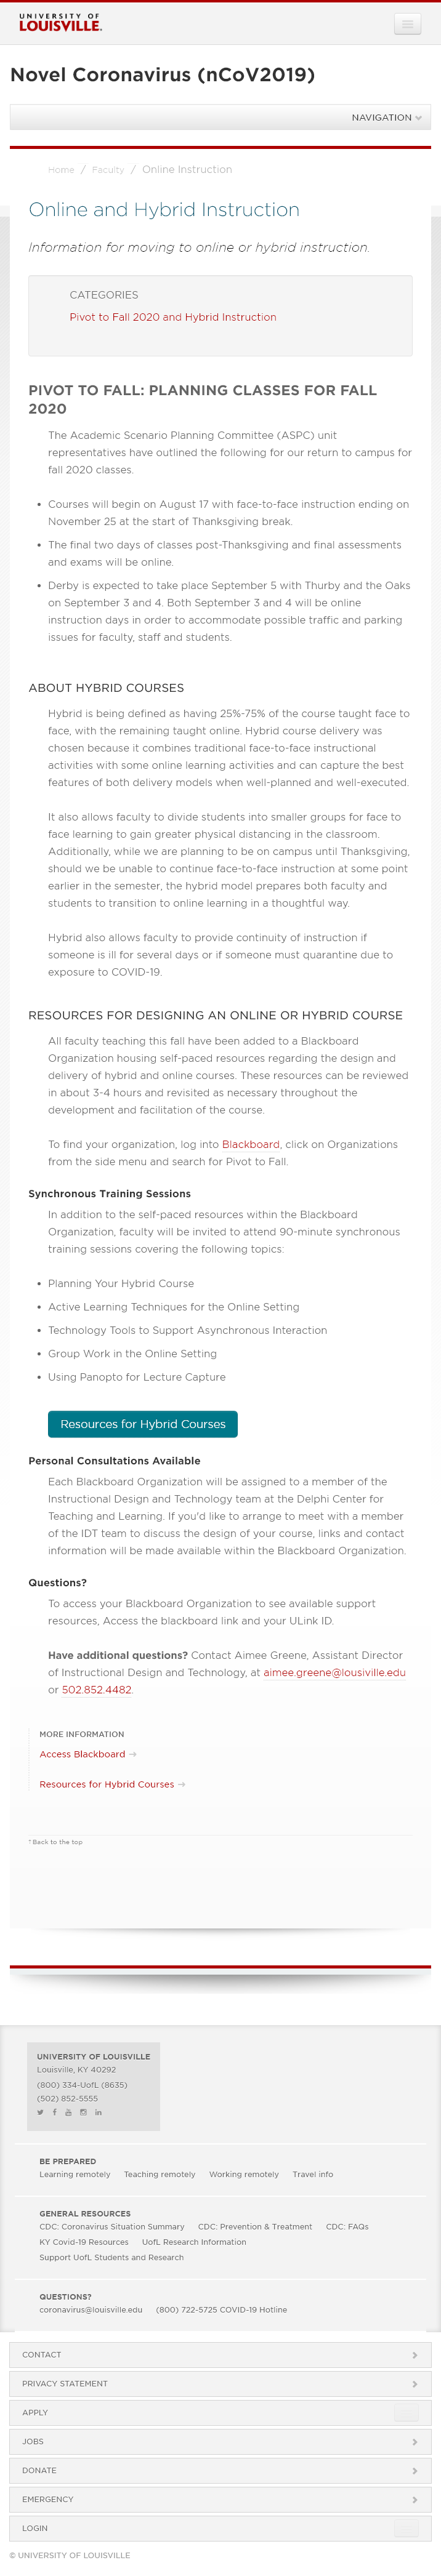 UNIVERSITY OF
LOUISVILLE.
Novel Coronavirus (nCoV2019)
NAVIGATION
Home / Faculty / Online Instruction
Online and Hybrid Instruction
Information for moving to online or hybrid instruction.
CATEGORIES
Pivot to Fall 2020 and Hybrid Instruction
PIVOT TO FALL: PLANNING CLASSES FOR FALL
2020
The Academic Scenario Planning Committee (ASPC) unit
representatives have outlined the following for our return to campus for
fall 2020 classes.
• Courses will begin on August 17 with face-to-face instruction ending on
November 25 at the start of Thanksgiving break.
• The final two days of classes post-Thanksgiving and final assessments
and exams will be online.
• Derby is expected to take place September 5 with Thurby and the Oaks
on September 3 and 4. Both September 3 and 4 will be online
instruction days in order to accommodate possible traffic and parking
issues for faculty, staff and students.
ABOUT HYBRID COURSES
Hybrid is being defined as having 25%-75% of the course taught face to
face, with the remaining taught online. Hybrid course delivery was
chosen because it combines traditional face-to-face instructional
activities with some online learning activities and can capture the best
features of both delivery models when well-planned and well-executed.
It also allows faculty to divide students into smaller groups for face to
face learning to gain greater physical distancing in the classroom.
Additionally, while we are planning to be on campus until Thanksgiving,
should we be unable to continue face-to-face instruction at some point
earlier in the semester, the hybrid model prepares both faculty and
students to transition to online learning in a thoughtful way.
Hybrid also allows faculty to provide continuity of instruction if
someone is ill for several days or if someone must quarantine due to
exposure to COVID-19.
RESOURCES FOR DESIGNING AN ONLINE OR HYBRID COURSE
All faculty teaching this fall have been added to a Blackboard
Organization housing self-paced resources regarding the design and
delivery of hybrid and online courses. These resources can be reviewed
in about 3-4 hours and revisited as necessary throughout the
development and facilitation of the course.
To find your organization, log into Blackboard, click on Organizations
from the side menu and search for Pivot to Fall.
Synchronous Training Sessions
In addition to the self-paced resources within the Blackboard
Organization, faculty will be invited to attend 90-minute synchronous
training sessions covering the following topics:
• Planning Your Hybrid Course
• Active Learning Techniques for the Online Setting
• Technology Tools to Support Asynchronous Interaction
• Group Work in the Online Setting
• Using Panopto for Lecture Capture
Resources for Hybrid Courses
Personal Consultations Available
Each Blackboard Organization will be assigned to a member of the
Instructional Design and Technology team at the Delphi Center for
Teaching and Learning. If you'd like to arrange to meet with a member
of the IDT team to discuss the design of your course, links and contact
information will be made available within the Blackboard Organization.
Questions?
To access your Blackboard Organization to see available support
resources, Access the blackboard link and your ULink ID.
Have additional questions? Contact Aimee Greene, Assistant Director
of Instructional Design and Technology, at aimee.greene@lousiville.edu
or 502.852.4482.
MORE INFORMATION
Access Blackboard →
Resources for Hybrid Courses →
^ Back to the top
UNIVERSITY OF LOUISVILLE
Louisville, KY 40292
(800) 334-UofL (8635)
(502) 852-5555
BE PREPARED
Learning remotely Teaching remotely Working remotely Travel info
GENERAL RESOURCES
CDC: Coronavirus Situation Summary CDC: Prevention & Treatment CDC: FAQs
KY Covid-19 Resources UofL Research Information
Support UofL Students and Research
QUESTIONS?
coronavirus@louisville.edu (800) 722-5725 COVID-19 Hotline
CONTACT
PRIVACY STATEMENT
APPLY
JOBS
DONATE
EMERGENCY
LOGIN
© UNIVERSITY OF LOUISVILLE